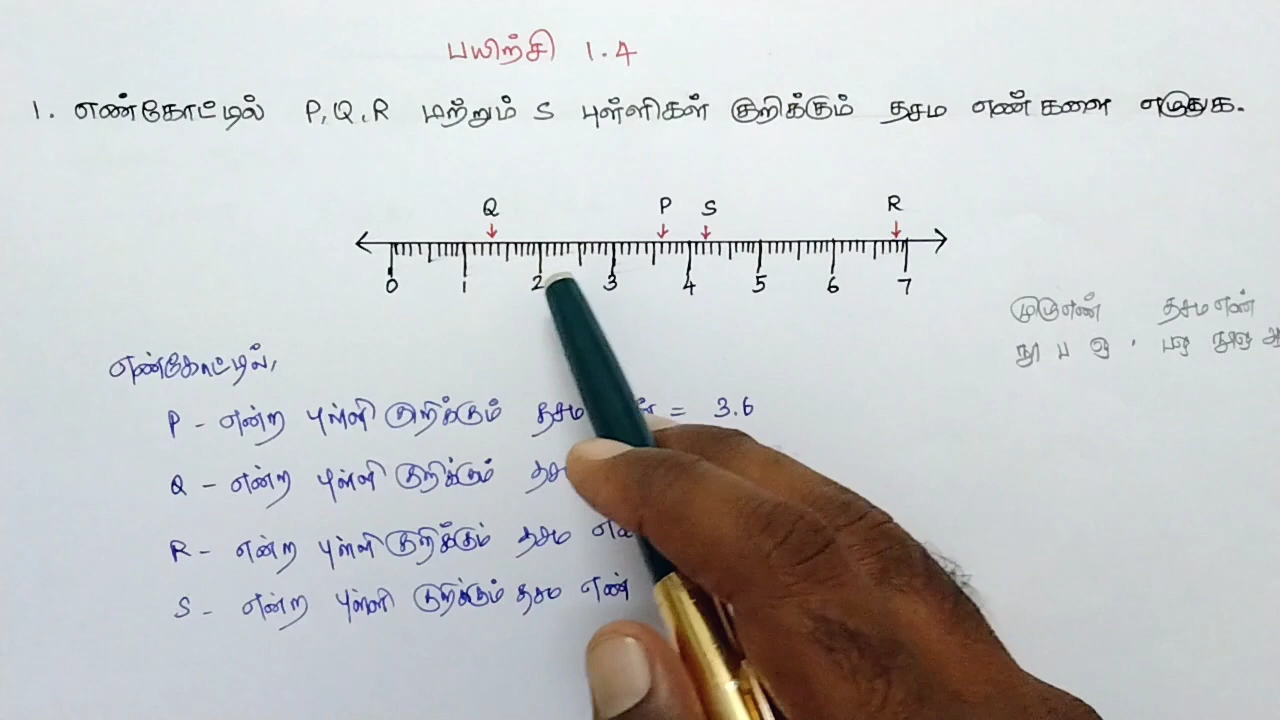 பயிற்சி 1.4
1. எண்கோட்டில் P, Q, R மற்றும் S புள்ளிகள் குறிக்கும் தசம எண்களை எழுதுக.
Q P S R
0 1 2 3 4 5 6 7
முழுஎண் தசமஎண்
நூ ப ஒ .
எண்கோட்டில்,
P - என்ற புள்ளி குறிக்கும் தசம = 3.6
Q - என்ற புள்ளி குறிக்கும்
R - என்ற புள்ளி குறிக்கும் தசம
S - என்ற புள்ளி குறிக்கும் தசம எண்